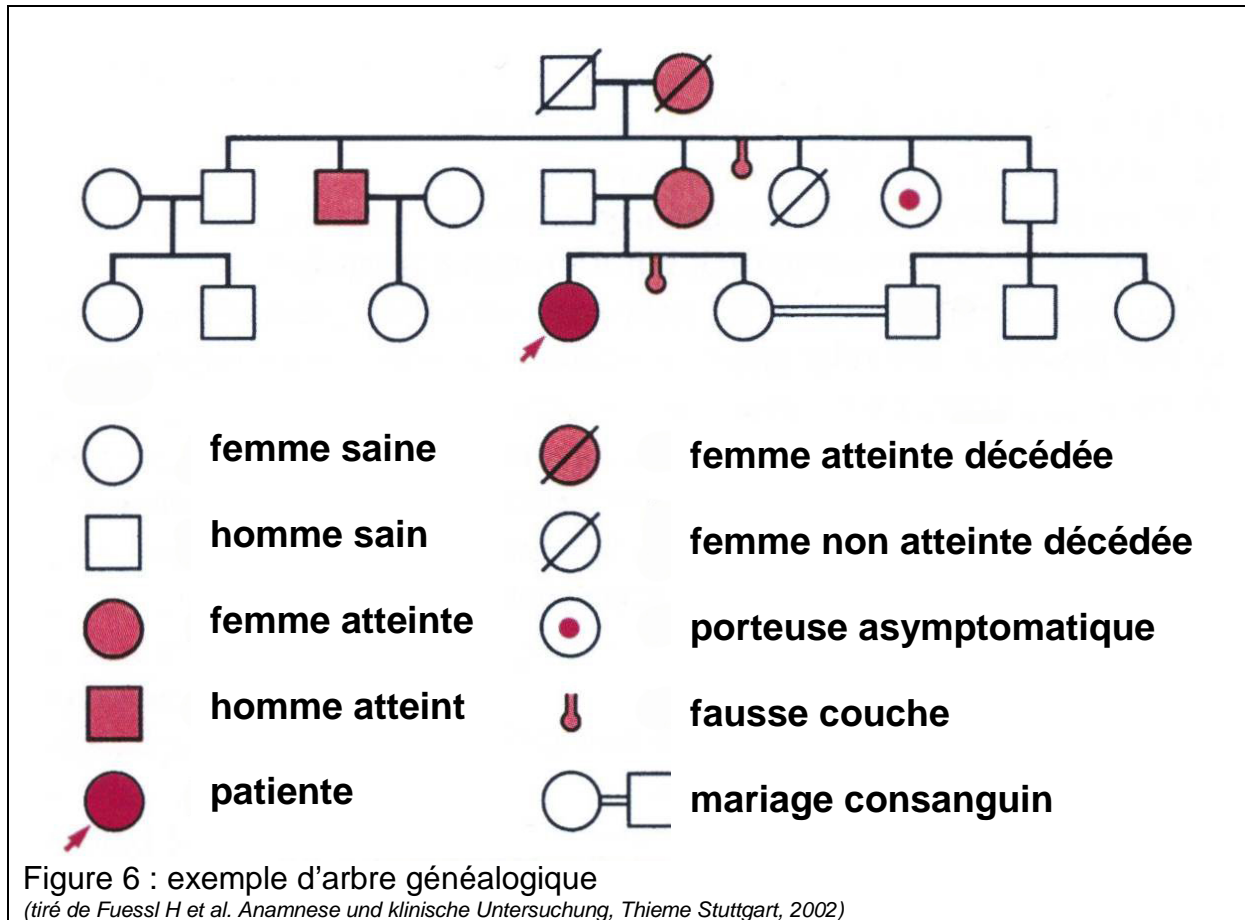 femme saine
homme sain
femme atteinte
homme atteint
patiente
femme atteinte décédée
femme non atteinte décédée
porteuse asymptomatique
fausse couche
mariage consanguin
Figure 6 : exemple d'arbre généalogique
(tiré de Fuessl H et al. Anamnese und klinische Untersuchung, Thieme Stuttgart, 2002)